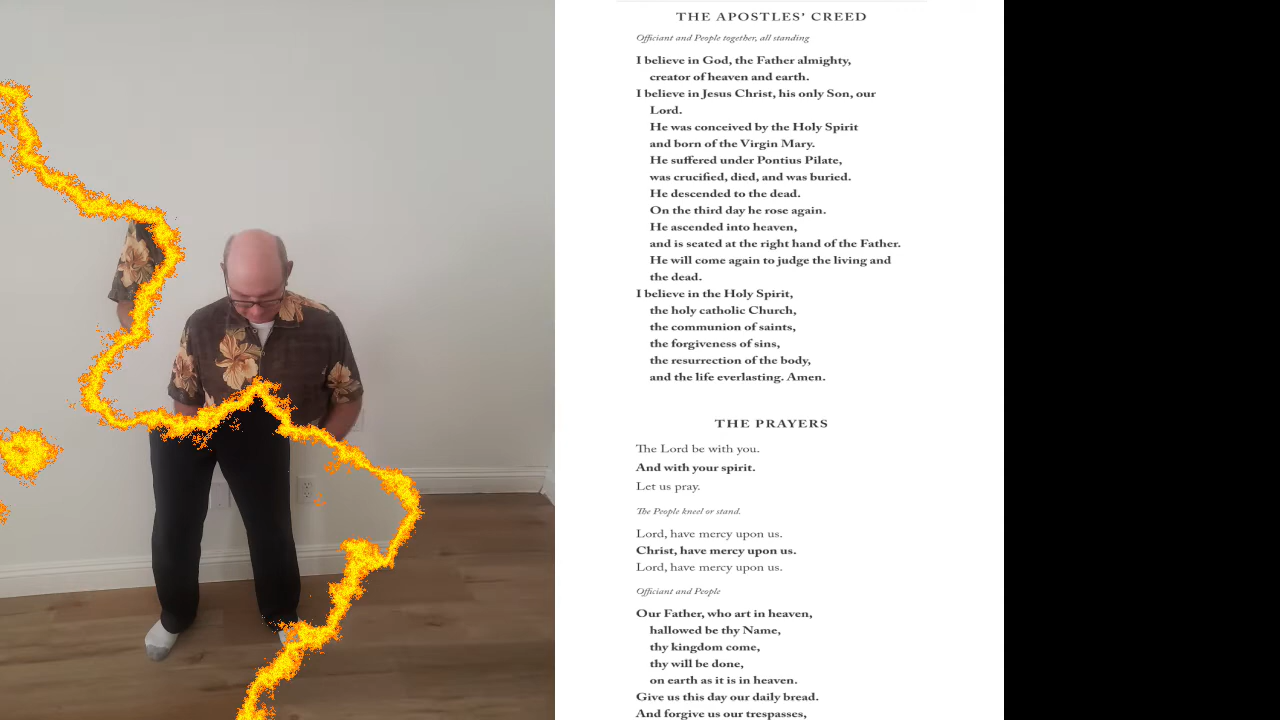 THE APOSTLES’ CREED
Officiant and People together, all standing
I believe in God, the Father almighty,
creator of heaven and earth.
I believe in Jesus Christ, his only Son, our
Lord.
He was conceived by the Holy Spirit
and born of the Virgin Mary.
He suffered under Pontius Pilate,
was crucified, died, and was buried.
He descended to the dead.
On the third day he rose again.
He ascended into heaven,
and is seated at the right hand of the Father.
He will come again to judge the living and
the dead.
I believe in the Holy Spirit,
the holy catholic Church,
the communion of saints,
the forgiveness of sins,
the resurrection of the body,
and the life everlasting. Amen.
THE PRAYERS
The Lord be with you.
And with your spirit.
Let us pray.
The People kneel or stand.
Lord, have mercy upon us.
Christ, have mercy upon us.
Lord, have mercy upon us.
Officiant and People
Our Father, who art in heaven,
hallowed be thy Name,
thy kingdom come,
thy will be done,
on earth as it is in heaven.
Give us this day our daily bread.
And forgive us our trespasses,